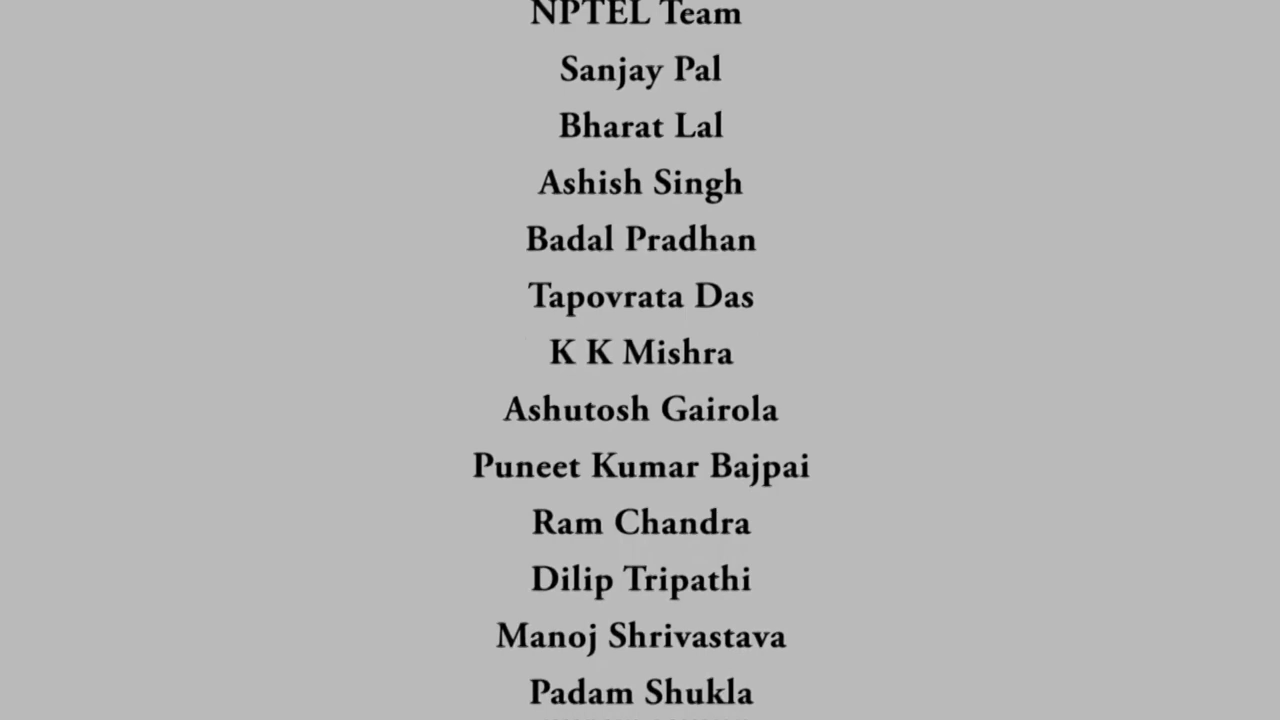 NPTEL Team
Sanjay Pal
Bharat Lal
Ashish Singh
Badal Pradhan
Tapovrata Das
K K Mishra
Ashutosh Gairola
Puneet Kumar Bajpai
Ram Chandra
Dilip Tripathi
Manoj Shrivastava
Padam Shukla